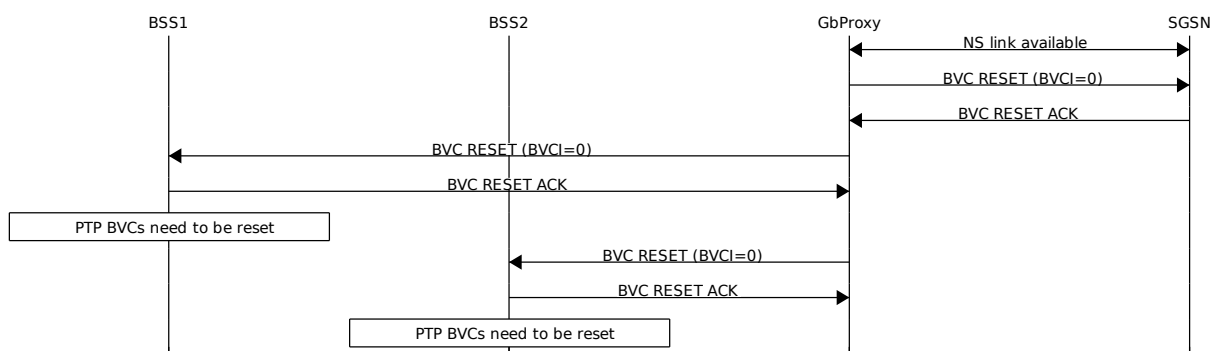 BSS1 BSS2 GbProxy SGSN
NS link available
BVC RESET (BVCI=0)
BVC RESET ACK
BVC RESET (BVCI=0)
BVC RESET ACK
PTP BVCs need to be reset
BVC RESET (BVCI=0)
BVC RESET ACK
PTP BVCs need to be reset